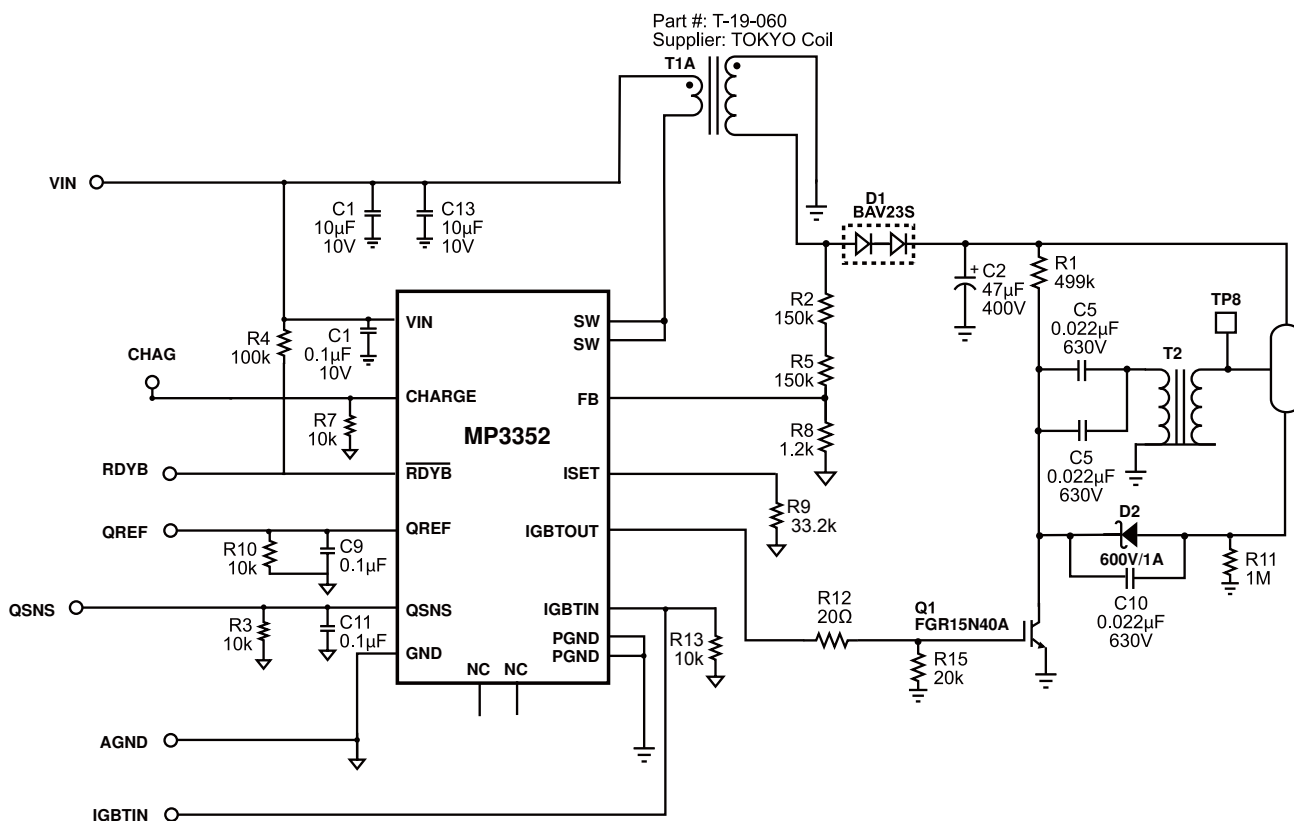 Part #: T-19-060
Supplier: TOKYO Coil
T1A
VIN
C1
10µF
10V
C13
10µF
10V
D1
BAV23S
R2
150k
C2
47µF
400V
+
R1
499k
TP8
C5
0.022µF
630V
T2
R4
100k
C1
0.1µF
10V
VIN
SW
SW
R5
150k
CHAG
CHARGE
FB
R7
10k
MP3352
R8
1.2k
C5
0.022µF
630V
RDYB
RDYB
ISET
R9
33.2k
QREF
QREF
IGBTOUT
D2
600V/1A
R10
10k
C9
0.1µF
R11
1M
C10
0.022µF
630V
QSNS
QSNS
IGBTIN
R12
20Ω
Q1
FGR15N40A
R3
10k
C11
0.1µF
PGND
PGND
R13
10k
GND
NC
NC
R15
20k
AGND
IGBTIN